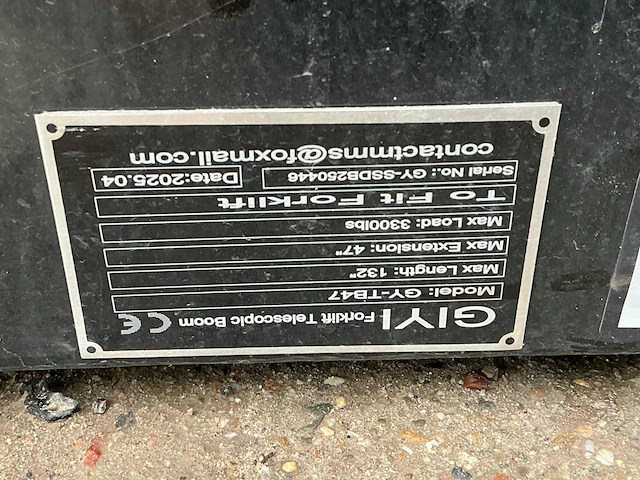 GIYI Forklift Telescopic Boom CE
Model: GY-TB47
Max Length: 132"
Max Extension: 47"
Max Load: 3300lbs
To Fit Forklift
Serial No.: GY-SSPB250446 Date:2025.04
contactmms@foxmail.com